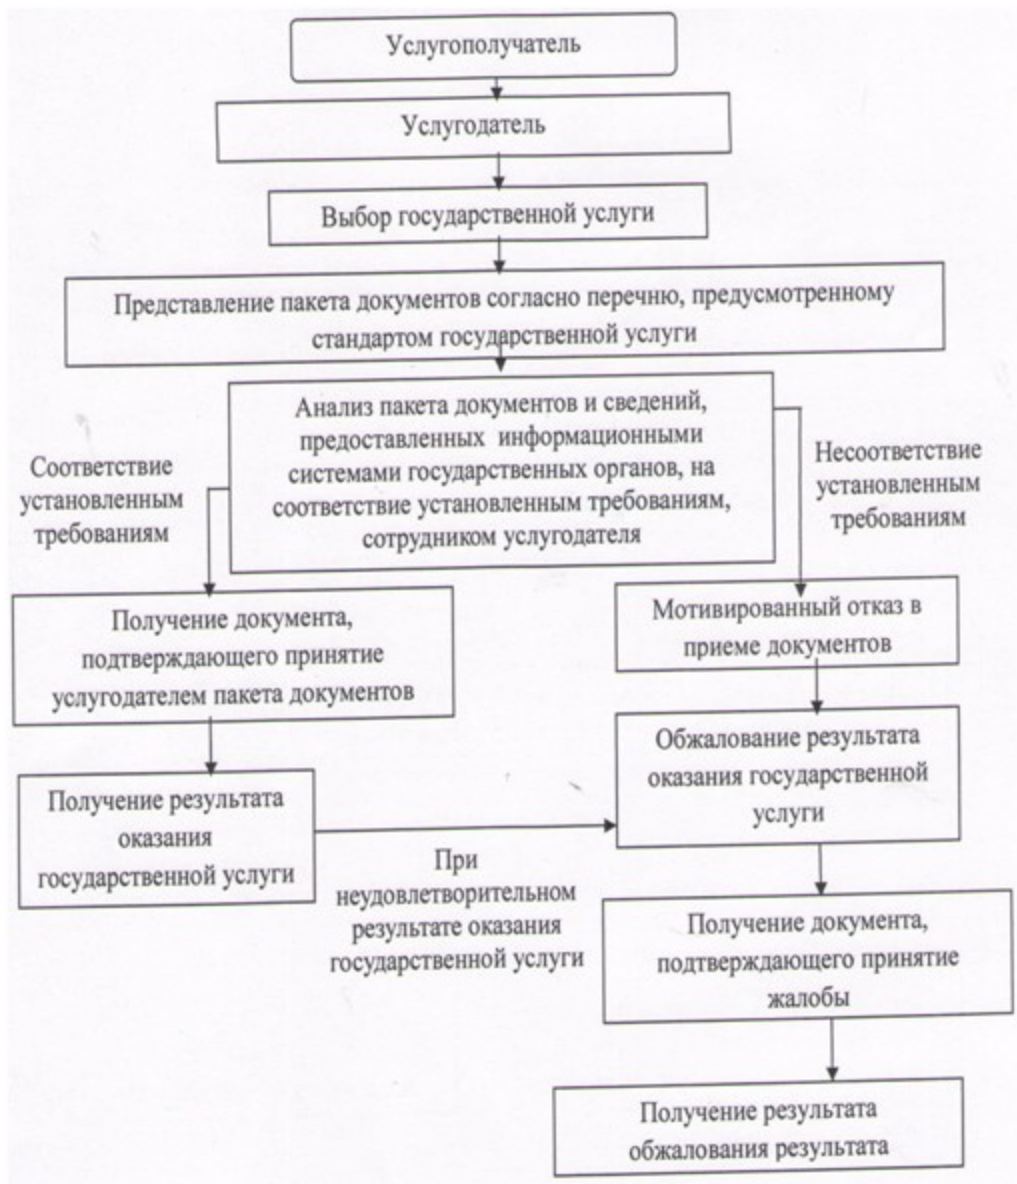 Услугополучатель
Услугодатель
Выбор государственной услуги
Представление пакета документов согласно перечню, предусмотренному
стандартом государственной услуги
Анализ пакета документов и сведений,
предоставленных информационными
системами государственных органов, на
соответствие установленным требованиям,
сотрудником услугодателя
Соответствие
установленным
требованиям
Несоответствие
установленным
требованиям
Получение документа,
подтверждающего принятие
услугодателем пакета документов
Мотивированный отказ в
приеме документов
Получение результата
оказания
государственной услуги
При
неудовлетворительном
результате оказания
государственной услуги
Обжалование результата
оказания государственной
услуги
Получение документа,
подтверждающего принятие
жалобы
Получение результата
обжалования результата